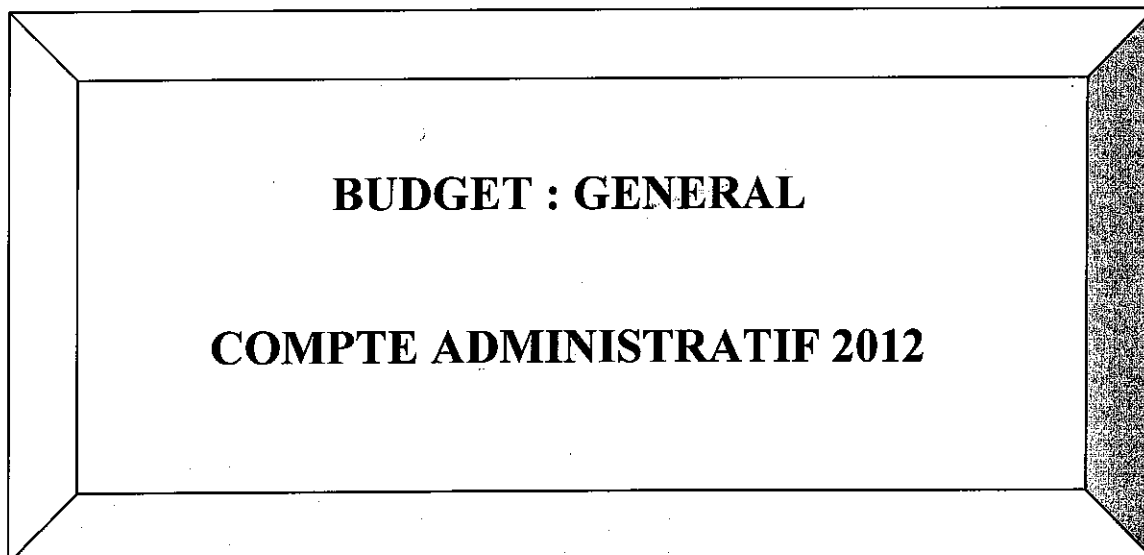 BUDGET : GENERAL
COMPTE ADMINISTRATIF 2012